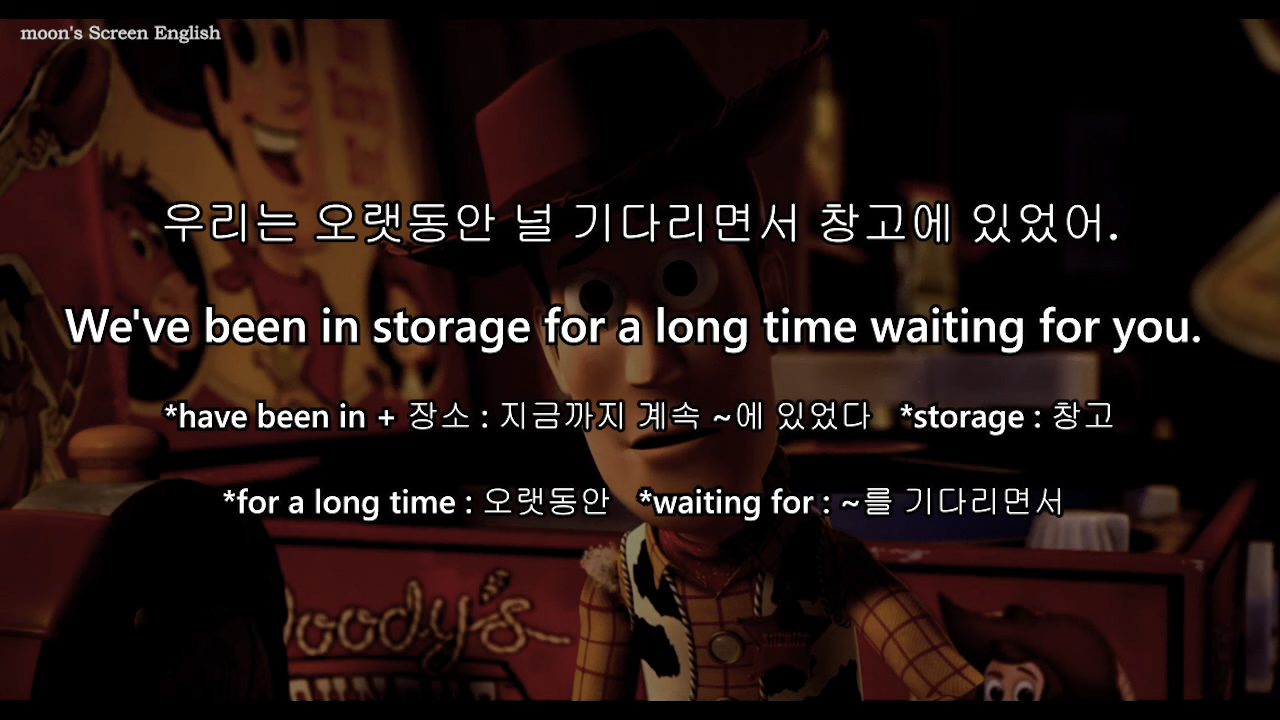 moon's Screen English
우리는 오랫동안 널 기다리면서 창고에 있었어.
We've been in storage for a long time waiting for you.
*have been in + 장소 : 지금까지 계속 ~에 있었다 *storage : 창고
*for a long time : 오랫동안 *waiting for : ~를 기다리면서
oody's